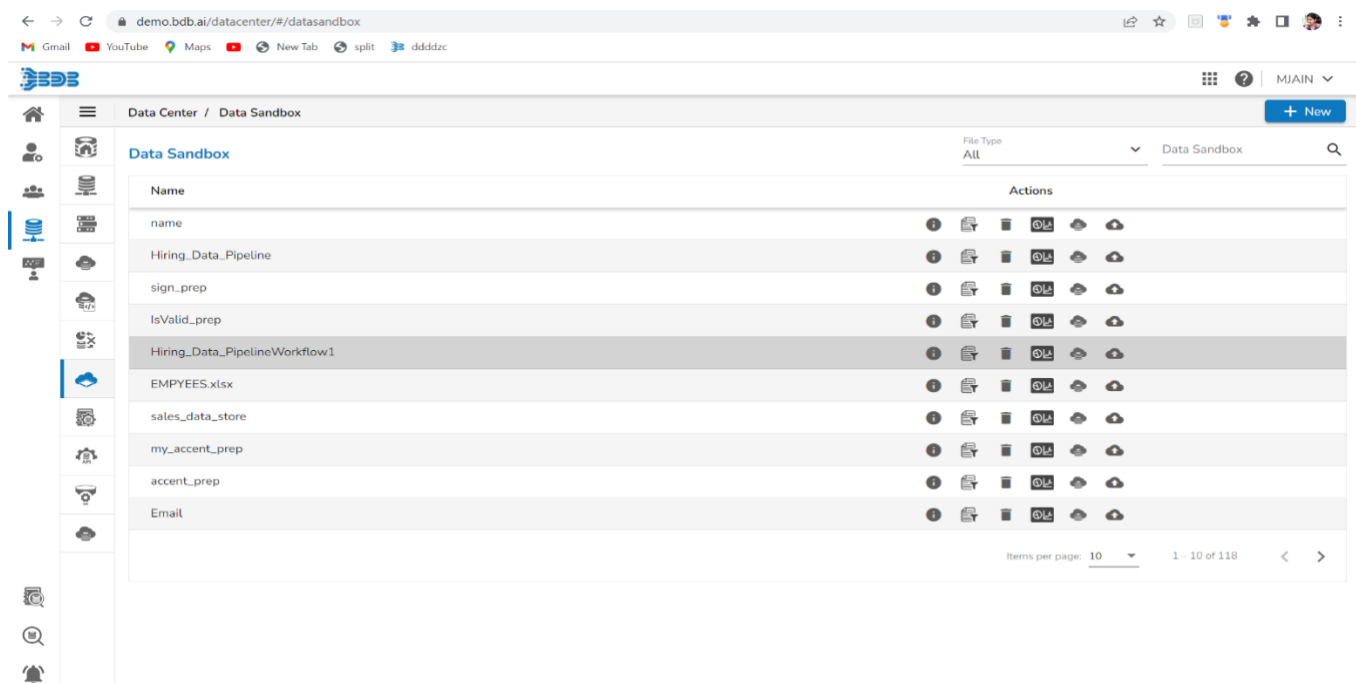 demo.bdb.ai/datacenter/#/datasandbox
Gmail YouTube Maps New Tab split ddddzc
BDB MJAIN
Data Center / Data Sandbox + New
Data Sandbox File Type All Data Sandbox
Name Actions
name
Hiring_Data_Pipeline
sign_prep
IsValid_prep
Hiring_Data_PipelineWorkflow1
EMPYEES.xlsx
sales_data_store
my_accent_prep
accent_prep
Email
Items per page: 10 1 – 10 of 118